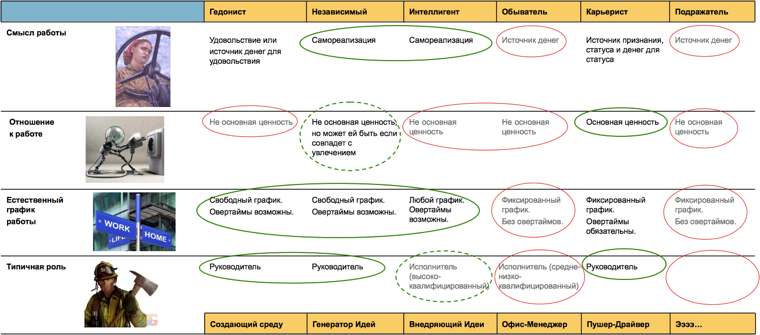 Гедонист Независимый Интеллигент Обыватель Карьерист Подражатель
Смысл работы
Удовольствие или
источник денег для
удовольствия
Самореализация
Самореализация
Источник денег
Источник признания,
статуса и денег для
статуса
Источник денег
Отношение
к работе
Не основная ценность
Не основная ценность,
но может ей быть если
совпадет с
увлечением
Не основная
ценность
Не основная
ценность
Основная ценность
Не основная
ценность
Естественный
график
работы
WORK
LIFE
HOME
Свободный график.
Овертаймы возможны.
Свободный график.
Овертаймы возможны.
Любой график.
Овертаймы
возможны.
Фиксированный
график.
Без овертаймов.
Фиксированный
график.
Овертаймы
обязательны.
Фиксированный
график.
Без овертаймов.
Типичная роль
Руководитель
Руководитель
Исполнитель
(высоко-
квалифицированный)
Исполнитель (средне-
низко-
квалифицированный)
Руководитель
Создающий среду Генератор Идей Внедряющий Идеи Офис-Менеджер Пушер-Драйвер Ээээ…